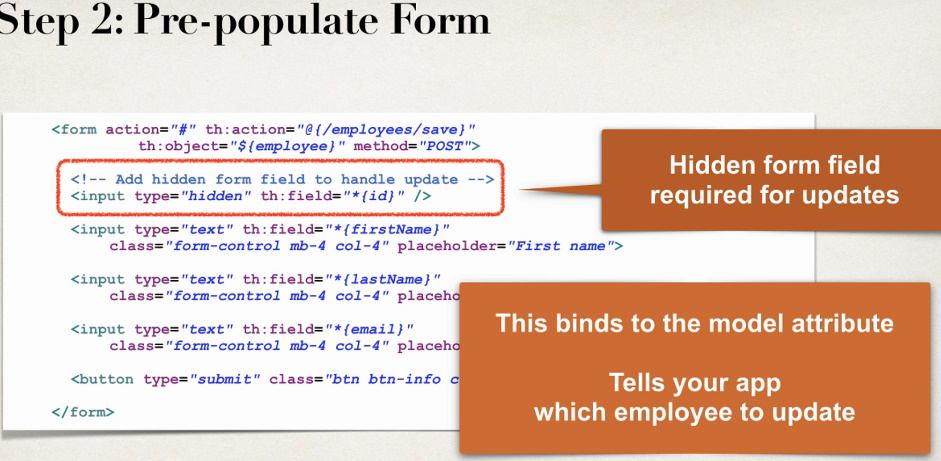 Step 2: Pre-populate Form
<form action="#" th:action="@{/employees/save}"
th:object="${employee}" method="POST">
<!-- Add hidden form field to handle update -->
<input type="hidden" th:field="*{id}" />
Hidden form field
required for updates
<input type="text" th:field="*{firstName}"
class="form-control mb-4 col-4" placeholder="First name">
<input type="text" th:field="*{lastName}"
class="form-control mb-4 col-4"
<input type="text" th:field="*{email}"
class="form-control mb-4 col-4"
<button type="submit" class="btn btn-info
</form>
This binds to the model attribute
Tells your app
which employee to update